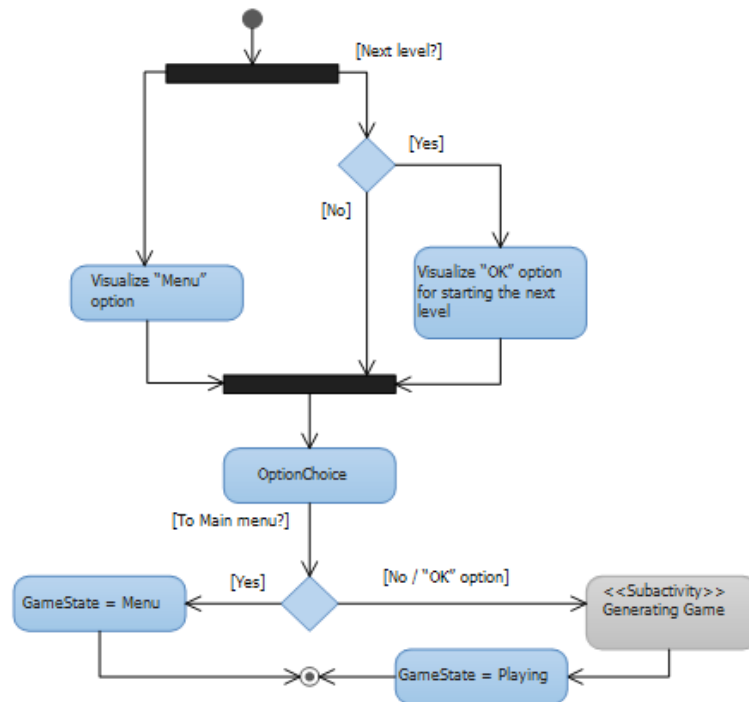 [Next level?]
[Yes]
[No]
Visualize “Menu”
option
Visualize “OK” option
for starting the next
level
OptionChoice
[To Main menu?]
[Yes]
[No / “OK” option]
GameState = Menu
<<Subactivity>>
Generating Game
GameState = Playing